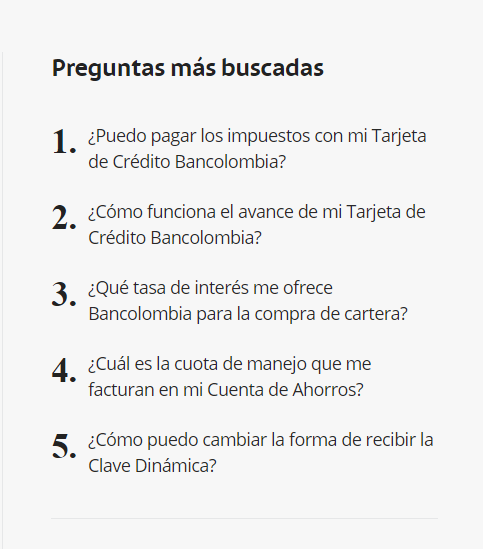 Preguntas más buscadas
1. ¿Puedo pagar los impuestos con mi Tarjeta
de Crédito Bancolombia?
2. ¿Cómo funciona el avance de mi Tarjeta de
Crédito Bancolombia?
3. ¿Qué tasa de interés me ofrece
Bancolombia para la compra de cartera?
4. ¿Cuál es la cuota de manejo que me
facturan en mi Cuenta de Ahorros?
5. ¿Cómo puedo cambiar la forma de recibir la
Clave Dinámica?